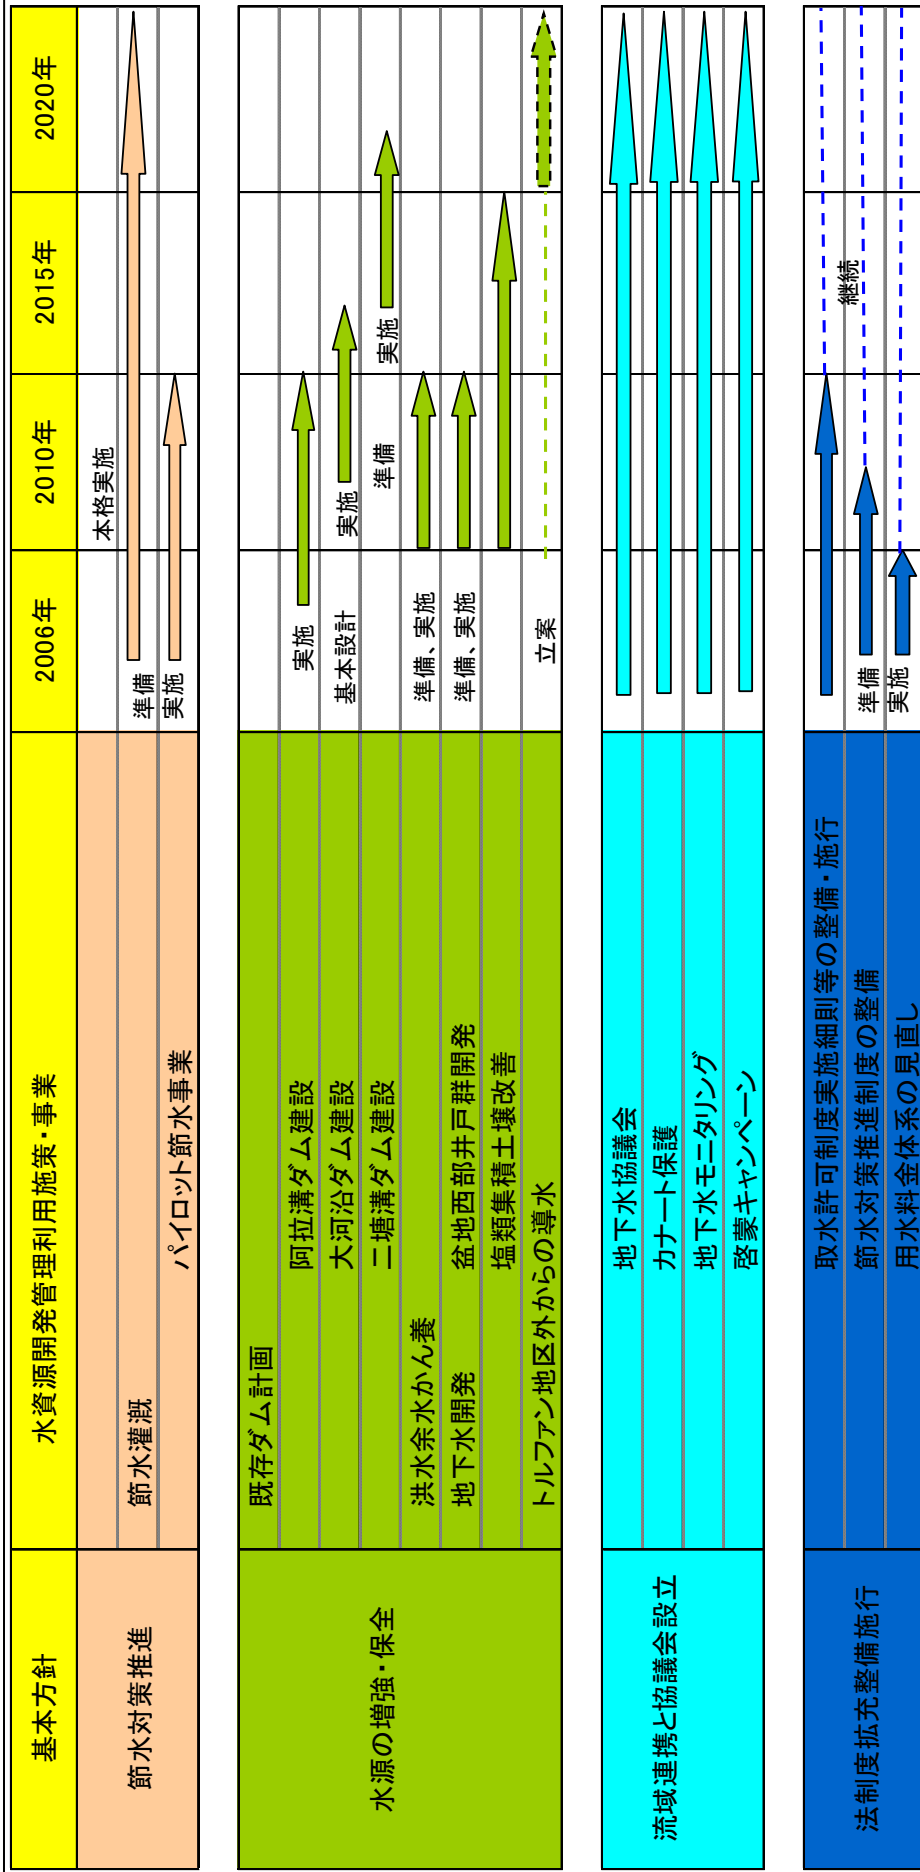 基本方針
水資源開発管理利用施策・事業
2006年
2010年
2015年
2020年
節水対策推進
本格実施
節水灌漑
準備
パイロット節水事業
実施
水源の増強・保全
既存ダム計画
阿拉溝ダム建設
実施
大河沿ダム建設
基本設計
実施
二塘溝ダム建設
準備
実施
洪水余水かん養
準備、実施
地下水開発
盆地西部井戸群開発
準備、実施
塩類集積土壌改善
トルファン地区外からの導水
立案
流域連携と協議会設立
地下水協議会
カナート保護
地下水モニタリング
啓蒙キャンペーン
法制度拡充整備施行
取水許可制度実施細則等の整備・施行
節水対策推進制度の整備
準備
継続
用水料金体系の見直し
実施